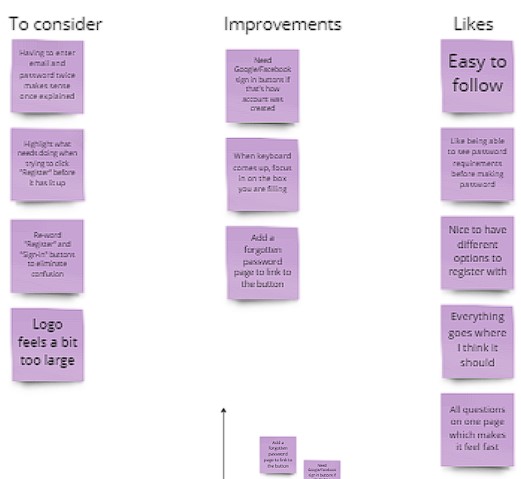 To consider
Having to enter
email and
password twice
makes sense
once explained
Highlight what
needs doing when
trying to click
"Register" before
it has lit up
Re-word
"Register" and
"Sign-in" buttons
to eliminate
confusion
Logo
feels a bit
too large
Improvements
Need
Google/Facebook
sign in buttons if
that's how
account was
created
When keyboard
comes up, focus
in on the box
you are filling
Add a
forgotten
password
page to link to
the button
Likes
Easy to
follow
Like being able
to see password
requirements
before making
password
Nice to have
different
options to
register with
Everything
goes where
I think it
should
All questions
on one page
which makes
it feel fast
Add a
forgotten
password
page to link to
the button
Need
Google/Facebook
sign in buttons if